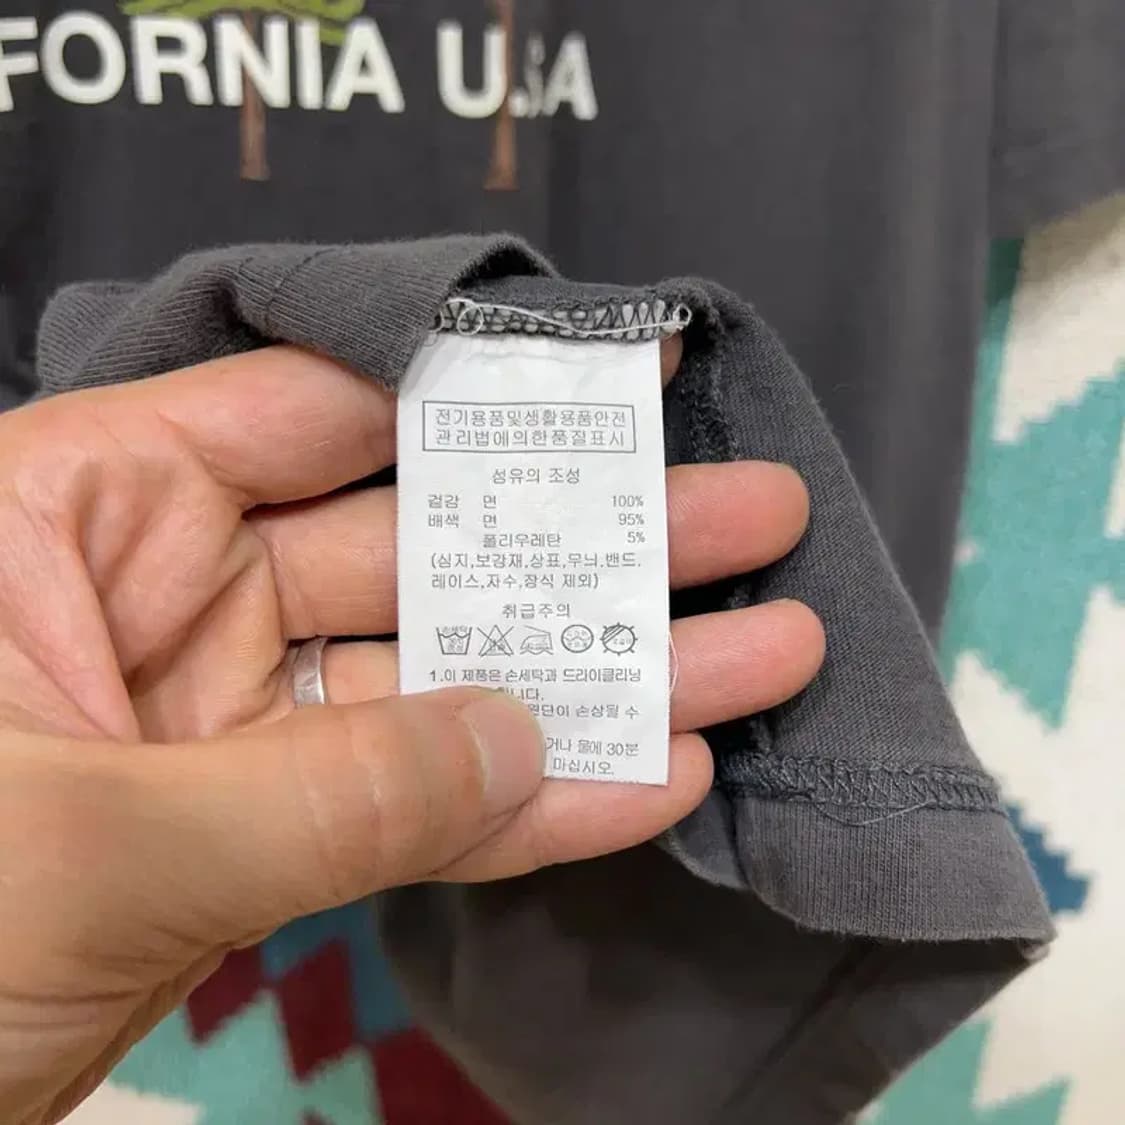 FORNIA U.S.A
전기용품및생활용품안전
관리법에의한품질표시
섬유의 조성
겉감 면 100%
배색 면 95%
폴리우레탄 5%
(심지,보강재,상표,무늬,밴드,
레이스,자수,장식 제외)
취급주의
손세탁
1.이 제품은 손세탁과 드라이클리닝
니다.
원단이 손상될 수
거나 물에 30분
마십시오.